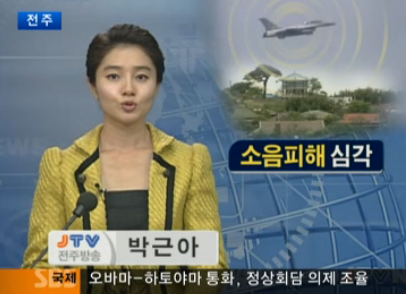 전주
소음피해 심각
JTV
전주방송
박근아
국제
오바마-하토야마 통화, 정상회담 의제 조율